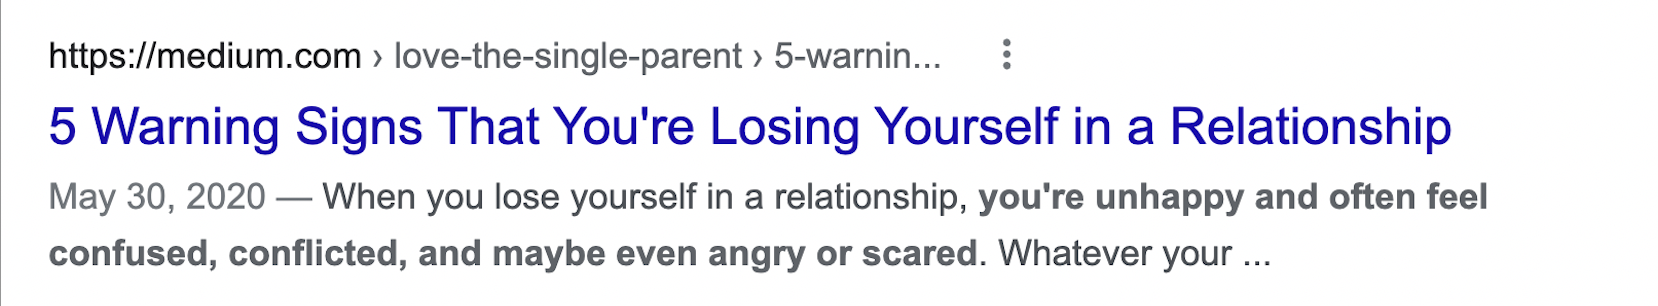 https://medium.com › love-the-single-parent › 5-warnin...
5 Warning Signs That You're Losing Yourself in a Relationship
May 30, 2020 — When you lose yourself in a relationship, you're unhappy and often feel
confused, conflicted, and maybe even angry or scared. Whatever your ...